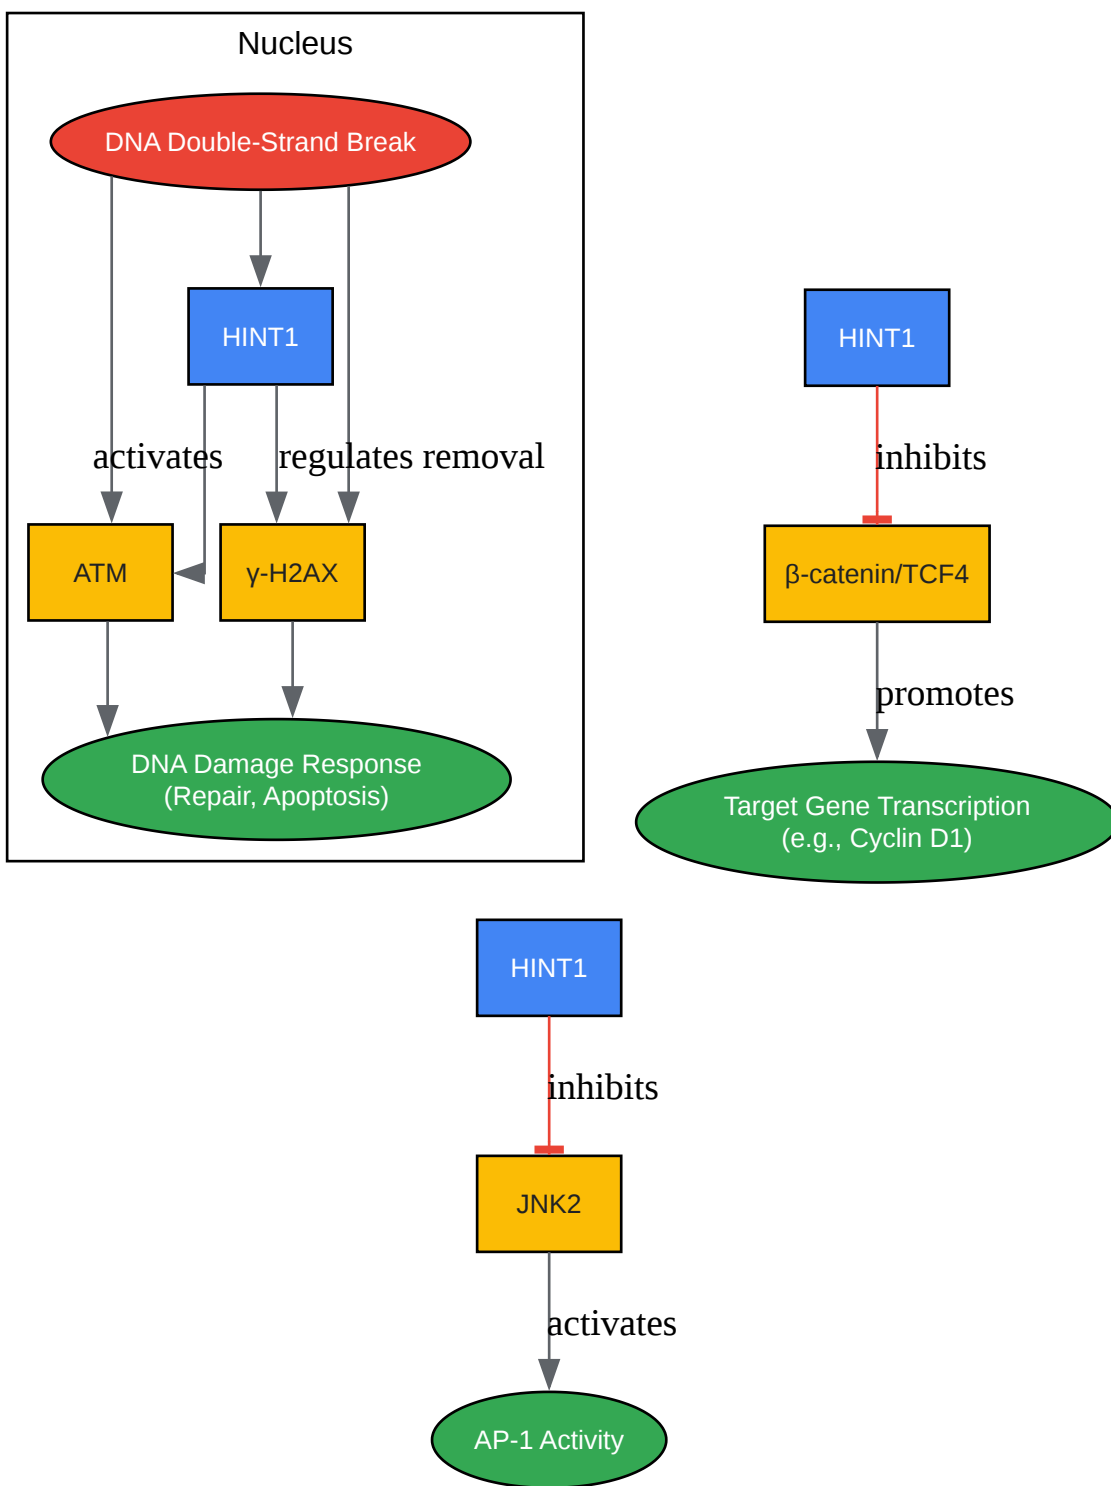 Nucleus
DNA Double-Strand Break
HINT1
HINT1
activates
regulates removal
inhibits
ATM
γ-H2AX
β-catenin/TCF4
promotes
DNA Damage Response
(Repair, Apoptosis)
Target Gene Transcription
(e.g., Cyclin D1)
HINT1
inhibits
JNK2
activates
AP-1 Activity